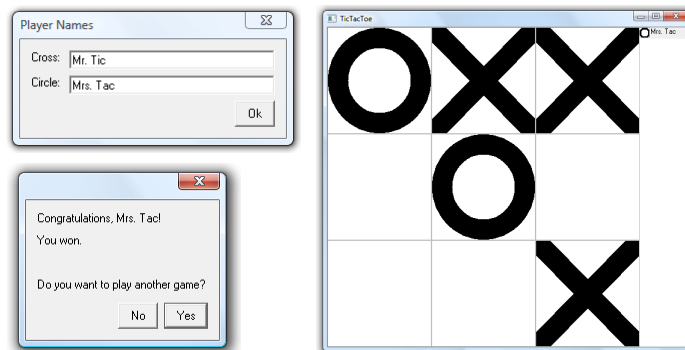 Player Names
Cross: Mr. Tic
Circle: Mrs. Tac
Ok
Congratulations, Mrs. Tac!
You won.
Do you want to play another game?
No Yes
TicTacToe
Mrs. Tac